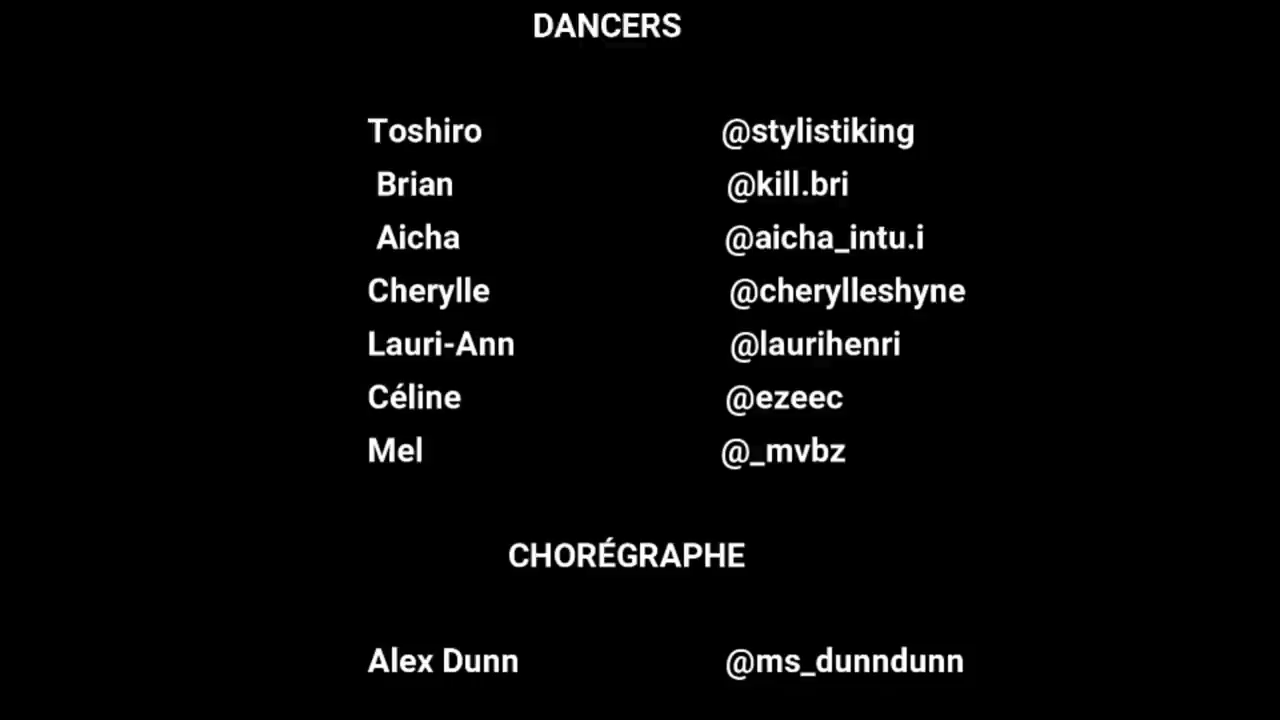 DANCERS
Toshiro @stylistiking
Brian @kill.bri
Aicha @aicha_intu.i
Cherylle @cherylleshyne
Lauri-Ann @laurihenri
Céline @ezeec
Mel @_mvbz
CHORÉGRAPHE
Alex Dunn @ms_dunndunn